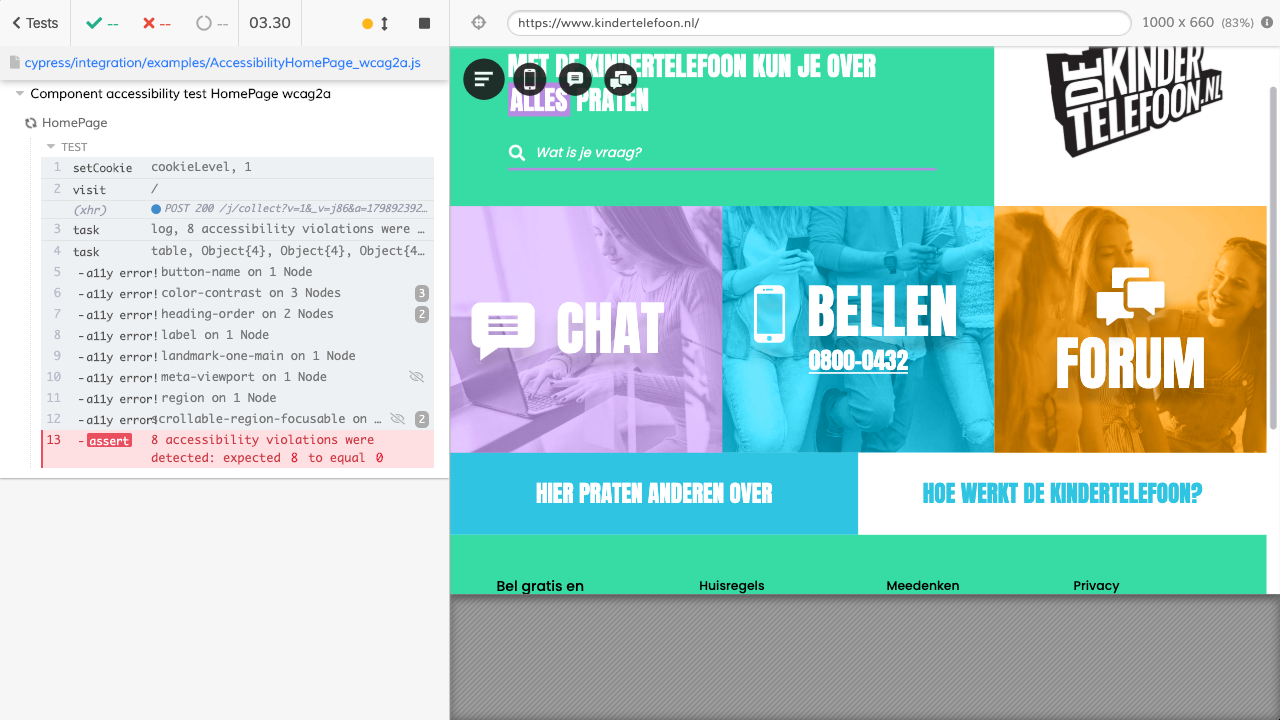 Tests
--
--
--
03.30
https://www.kindertelefoon.nl/
1000 x 660 (83%)
cypress/integration/examples/AccessibilityHomePage_wcag2a.js
Component accessibility test HomePage wcag2a
HomePage
TEST
1 setCookie cookieLevel, 1
2 visit /
(xhr) POST 200 /j/collect?v=1&_v=j86&a=179892392…
3 task log, 8 accessibility violations were …
4 task table, Object{4}, Object{4}, Object{4…
5 -a11y error! button-name on 1 Node
6 -a11y error! color-contrast on 3 Nodes 3
7 -a11y error! heading-order on 2 Nodes 2
8 -a11y error! label on 1 Node
9 -a11y error! landmark-one-main on 1 Node
10 -a11y error! meta-viewport on 1 Node
11 -a11y error! region on 1 Node
12 -a11y error! scrollable-region-focusable on … 2
13 -assert 8 accessibility violations were
detected: expected 8 to equal 0
MET DE KINDERTELEFOON KUN JE OVER
ALLES PRATEN
Wat is je vraag?
DE
KINDER
TELEFOON.NL
CHAT
BELLEN
0800-0432
FORUM
HIER PRATEN ANDEREN OVER
HOE WERKT DE KINDERTELEFOON?
Bel gratis en
Huisregels
Meedenken
Privacy